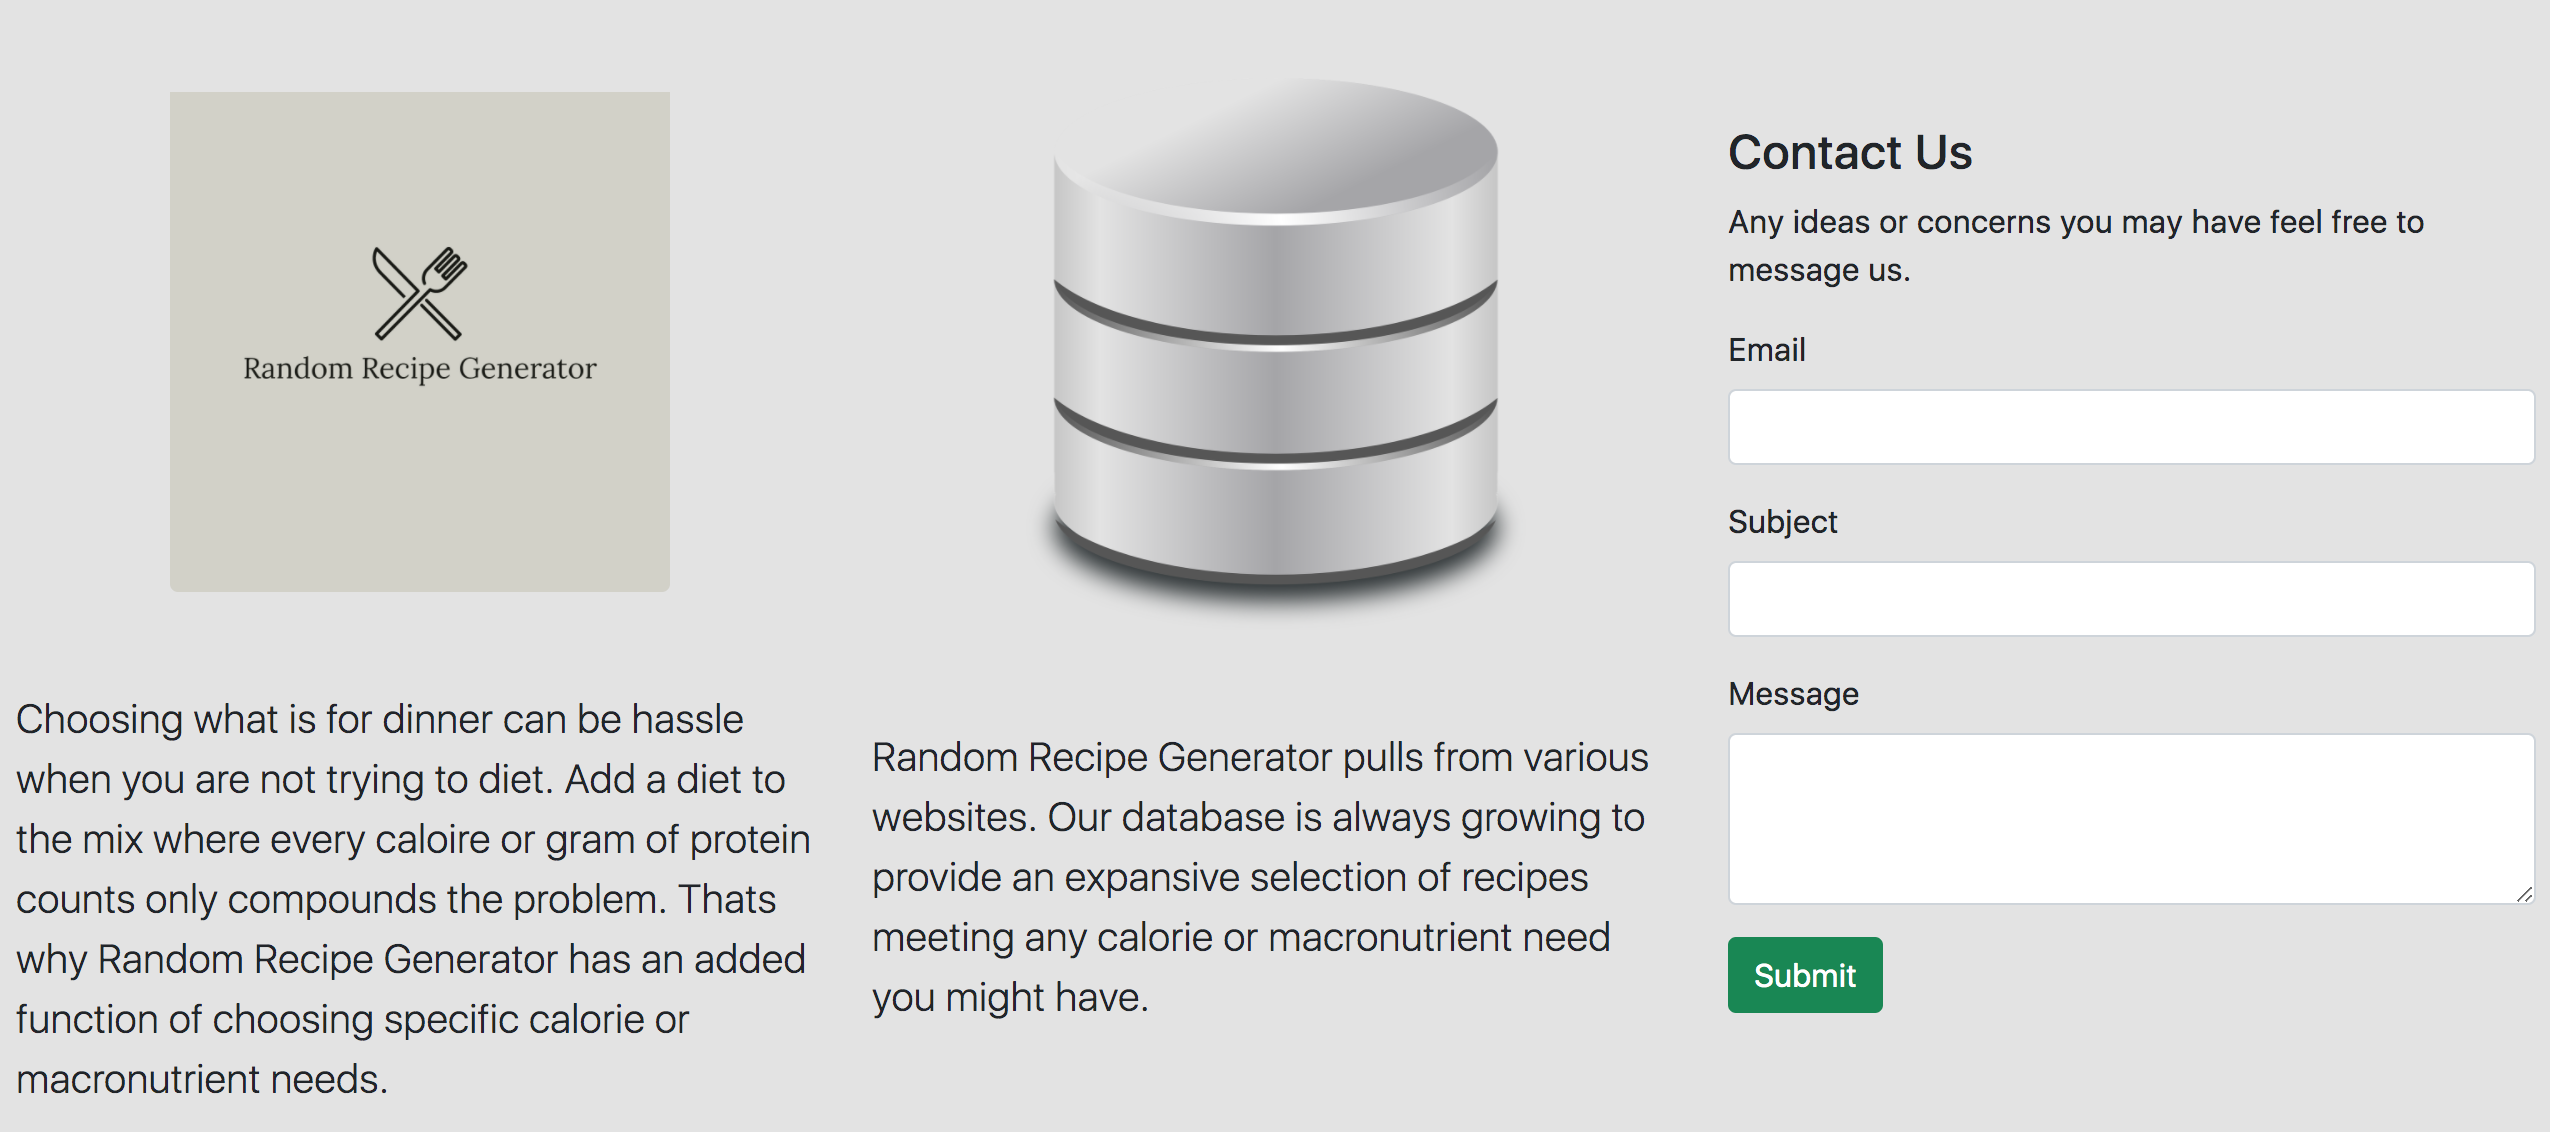 Random Recipe Generator
Choosing what is for dinner can be hassle
when you are not trying to diet. Add a diet to
the mix where every caloire or gram of protein
counts only compounds the problem. Thats
why Random Recipe Generator has an added
function of choosing specific calorie or
macronutrient needs.
Random Recipe Generator pulls from various
websites. Our database is always growing to
provide an expansive selection of recipes
meeting any calorie or macronutrient need
you might have.
Contact Us
Any ideas or concerns you may have feel free to
message us.
Email
Subject
Message
Submit